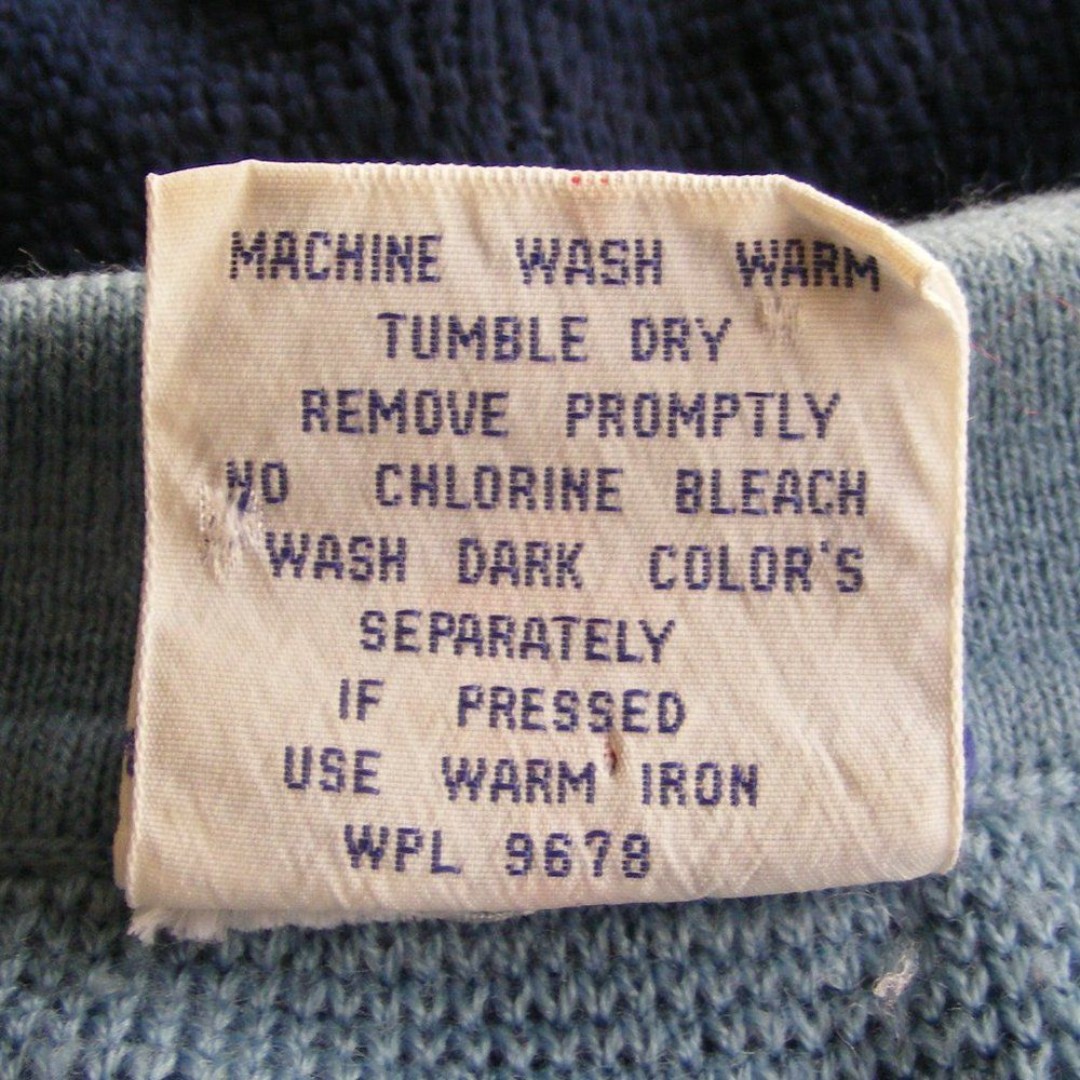 MACHINE WASH WARM
TUMBLE DRY
REMOVE PROMPTLY
NO CHLORINE BLEACH
WASH DARK COLOR'S
SEPARATELY
IF PRESSED
USE WARM IRON
WPL 9678